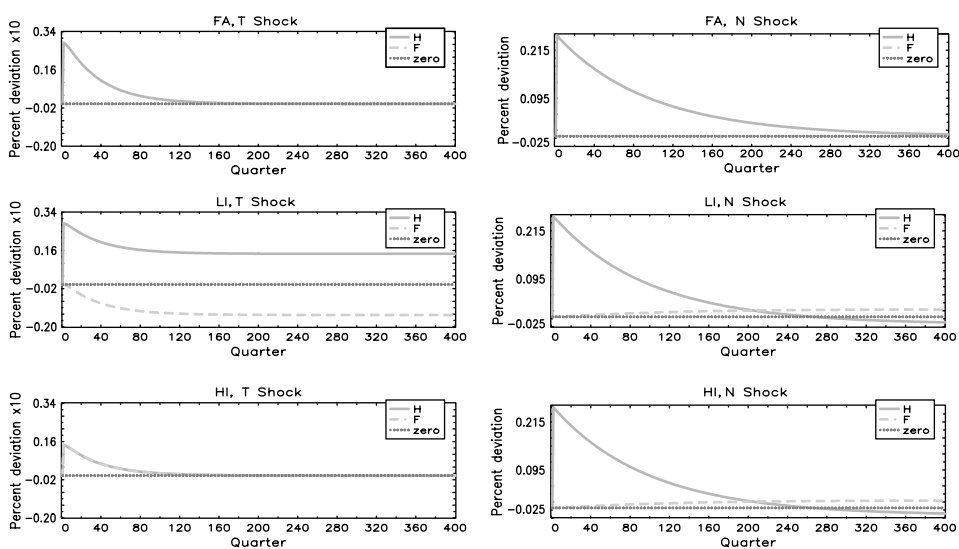 FA, T Shock
Percent deviation x10
0.34
0.16
−0.02
−0.20
H
F
zero
0 40 80 120 160 200 240 280 320 360 400
Quarter
FA, N Shock
Percent deviation
0.215
0.095
−0.025
H
F
zero
0 40 80 120 160 200 240 280 320 360 400
Quarter
LI, T Shock
Percent deviation x10
0.34
0.16
−0.02
−0.20
H
F
zero
0 40 80 120 160 200 240 280 320 360 400
Quarter
LI, N Shock
Percent deviation
0.215
0.095
−0.025
H
F
zero
0 40 80 120 160 200 240 280 320 360 400
Quarter
HI, T Shock
Percent deviation x10
0.34
0.16
−0.02
−0.20
H
F
zero
0 40 80 120 160 200 240 280 320 360 400
Quarter
HI, N Shock
Percent deviation
0.215
0.095
−0.025
H
F
zero
0 40 80 120 160 200 240 280 320 360 400
Quarter